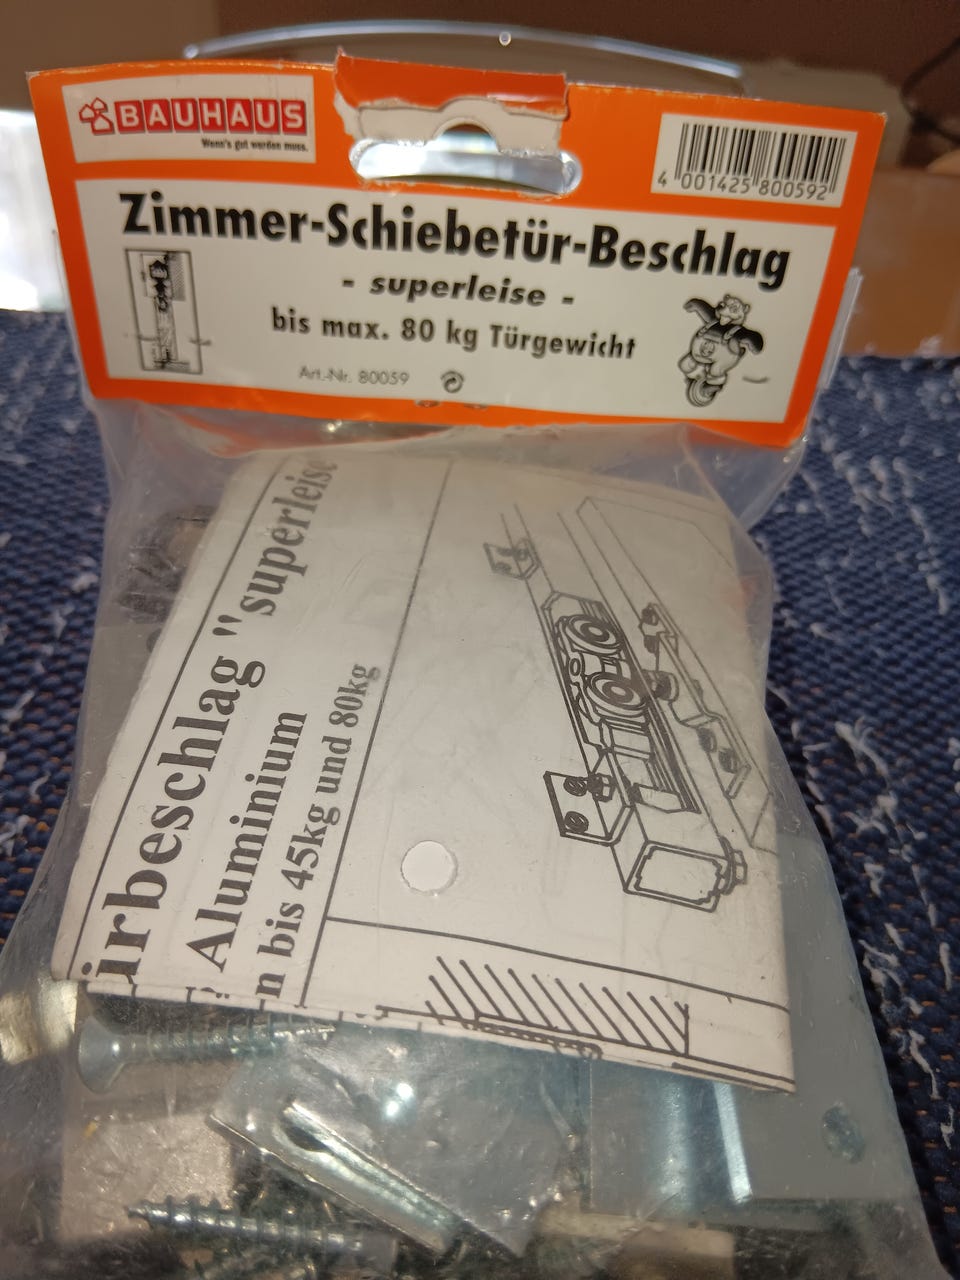 BAUHAUS
Wenn's gut werden muss.
4 001425 800592
Zimmer-Schiebetür-Beschlag
- superleise -
bis max. 80 kg Türgewicht
Art.-Nr. 80059
ürbeschlag "superleise
Aluminium
n bis 45kg und 80kg